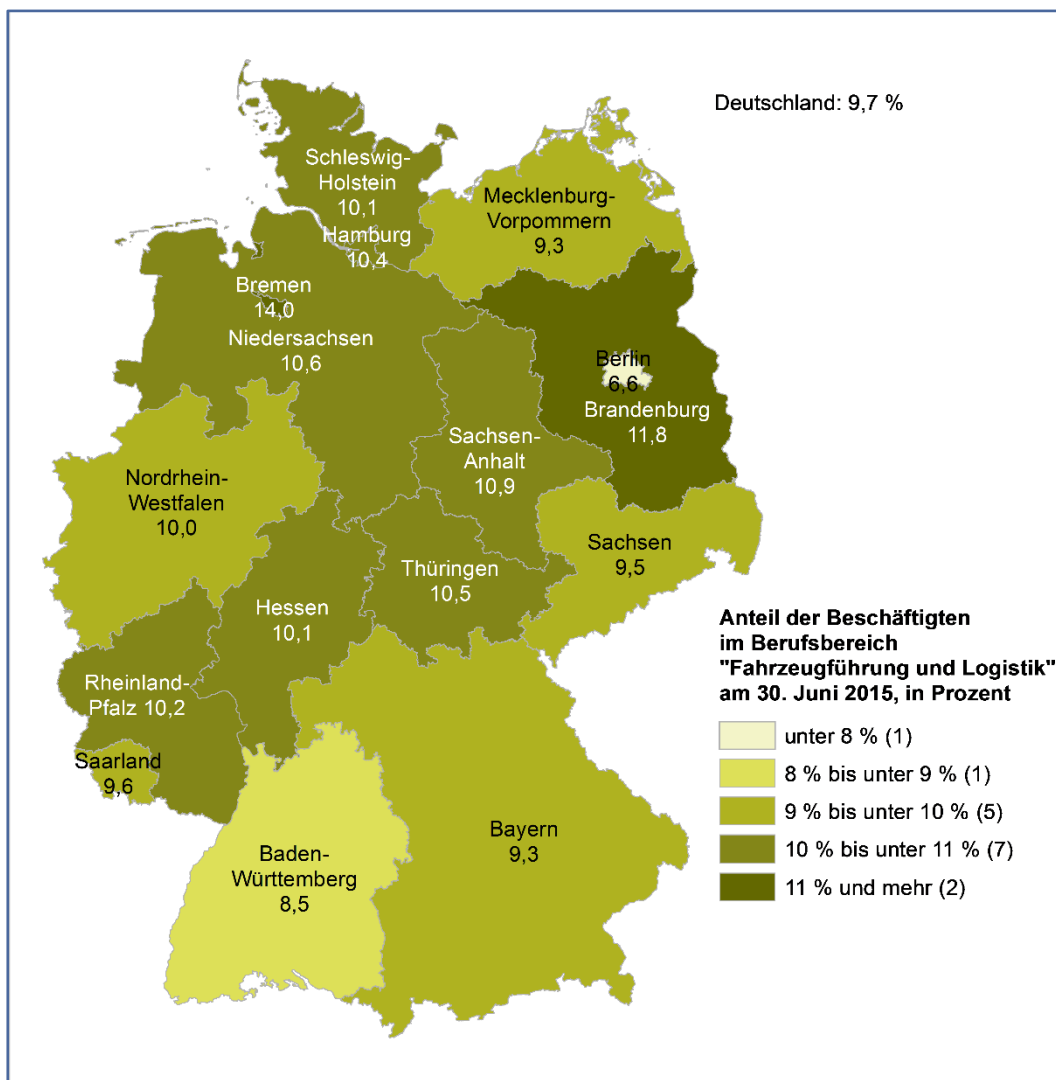 Deutschland: 9,7 %
Schleswig-
Holstein
10,1
Mecklenburg-
Vorpommern
9,3
Hamburg
10,4
Bremen
14,0
Niedersachsen
10,6
Berlin
6,6
Brandenburg
11,8
Sachsen-
Anhalt
10,9
Nordrhein-
Westfalen
10,0
Sachsen
9,5
Thüringen
10,5
Hessen
10,1
Rheinland-
Pfalz 10,2
Saarland
9,6
Bayern
9,3
Baden-
Württemberg
8,5
Anteil der Beschäftigten
im Berufsbereich
"Fahrzeugführung und Logistik"
am 30. Juni 2015, in Prozent
unter 8 % (1)
8 % bis unter 9 % (1)
9 % bis unter 10 % (5)
10 % bis unter 11 % (7)
11 % und mehr (2)